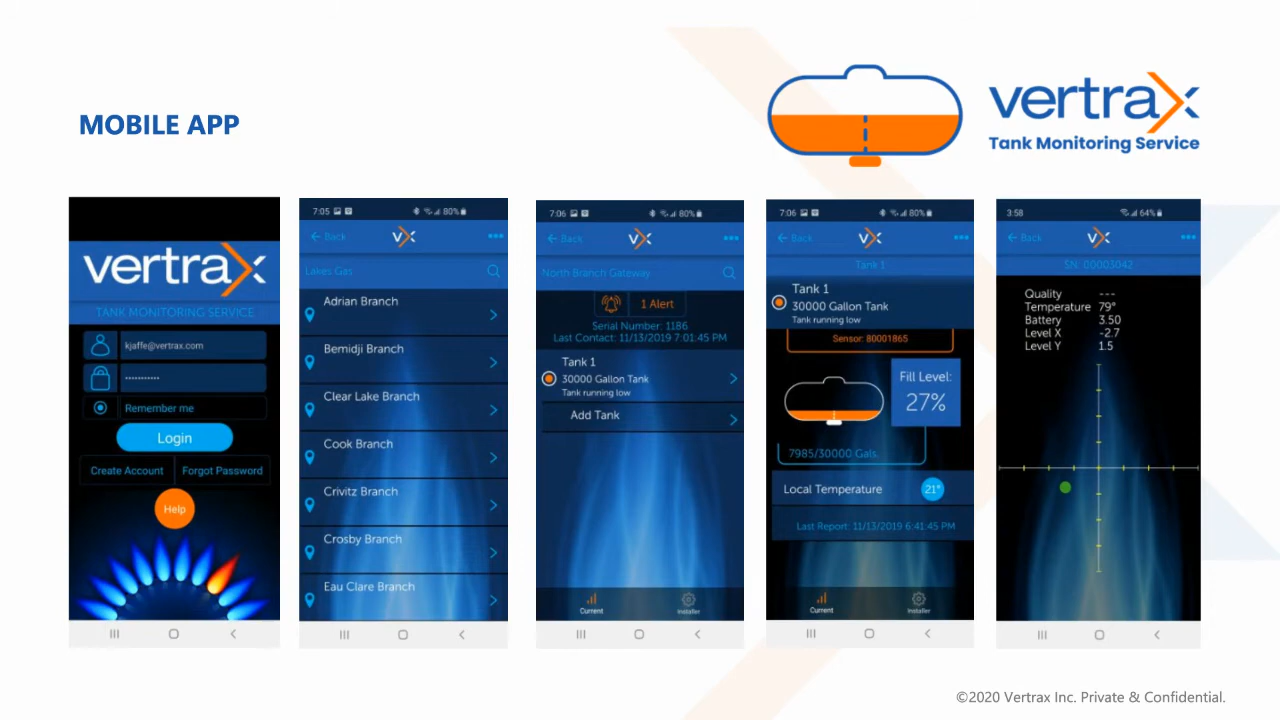 MOBILE APP
vertrax
Tank Monitoring Service
vertrax
TANK MONITORING SERVICE
kjaffe@vertrax.com
Remember me
Login
Create Account
Forgot Password
Help
7:05
80%
Back
vx
Lakes Gas
Adrian Branch
Bemidji Branch
Clear Lake Branch
Cook Branch
Crivitz Branch
Crosby Branch
Eau Clare Branch
7:06
80%
Back
vx
North Branch Gateway
1 Alert
Serial Number: 1186
Last Contact: 11/13/2019 7:01:45 PM
Tank 1
30000 Gallon Tank
Tank running low
Add Tank
Current
Installer
7:06
80%
Back
vx
Tank 1
Tank 1
30000 Gallon Tank
Tank running low
Sensor: 80001865
Fill Level:
27%
7985/30000 Gals.
Local Temperature
21°
Last Report: 11/13/2019 6:41:45 PM
Current
Installer
3:58
64%
Back
vx
SN: 00003042
Quality ---
Temperature 79°
Battery 3.50
Level X -2.7
Level Y 1.5
©2020 Vertrax Inc. Private & Confidential.